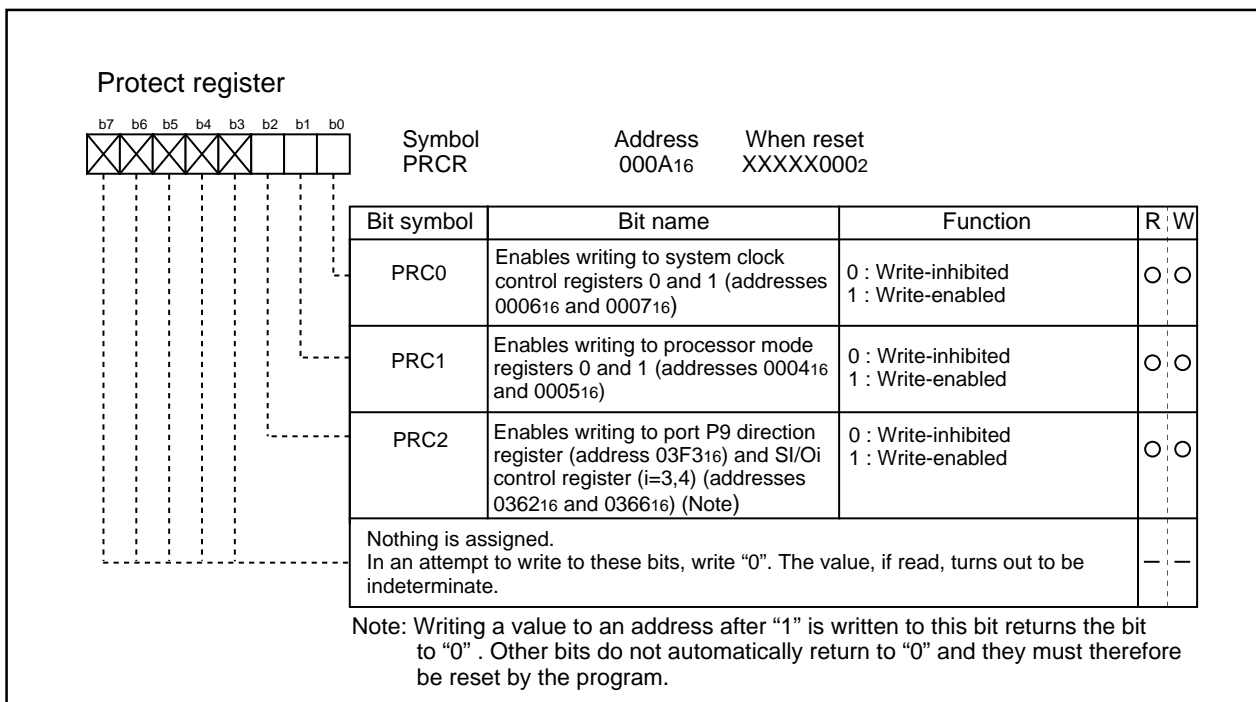 Protect register
b7 b6 b5 b4 b3 b2 b1 b0
Symbol Address When reset
PRCR 000A16 XXXXX0002
Bit symbol Bit name Function R W
PRC0 Enables writing to system clock
control registers 0 and 1 (addresses
000616 and 000716)
0 : Write-inhibited
1 : Write-enabled
PRC1 Enables writing to processor mode
registers 0 and 1 (addresses 000416
and 000516)
0 : Write-inhibited
1 : Write-enabled
PRC2 Enables writing to port P9 direction
register (address 03F316) and SI/Oi
control register (i=3,4) (addresses
036216 and 036616) (Note)
0 : Write-inhibited
1 : Write-enabled
Nothing is assigned.
In an attempt to write to these bits, write “0”. The value, if read, turns out to be
indeterminate.
Note: Writing a value to an address after “1” is written to this bit returns the bit
to “0” . Other bits do not automatically return to “0” and they must therefore
be reset by the program.